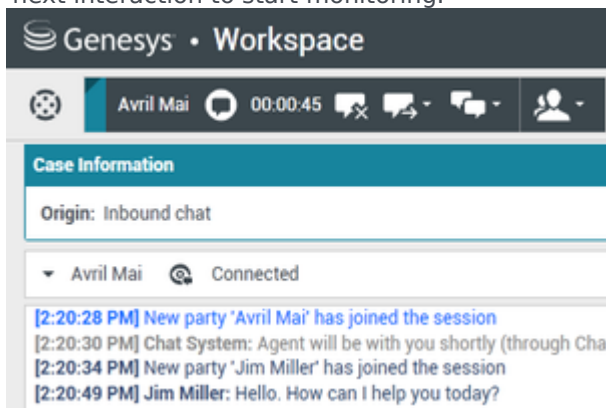 next interaction to start monitoring.
Genesys • Workspace
Avril Mai 00:00:45
Case Information
Origin: Inbound chat
Avril Mai Connected
[2:20:28 PM] New party 'Avril Mai' has joined the session
[2:20:30 PM] Chat System: Agent will be with you shortly (through Cha
[2:20:34 PM] New party 'Jim Miller' has joined the session
[2:20:49 PM] Jim Miller: Hello. How can I help you today?